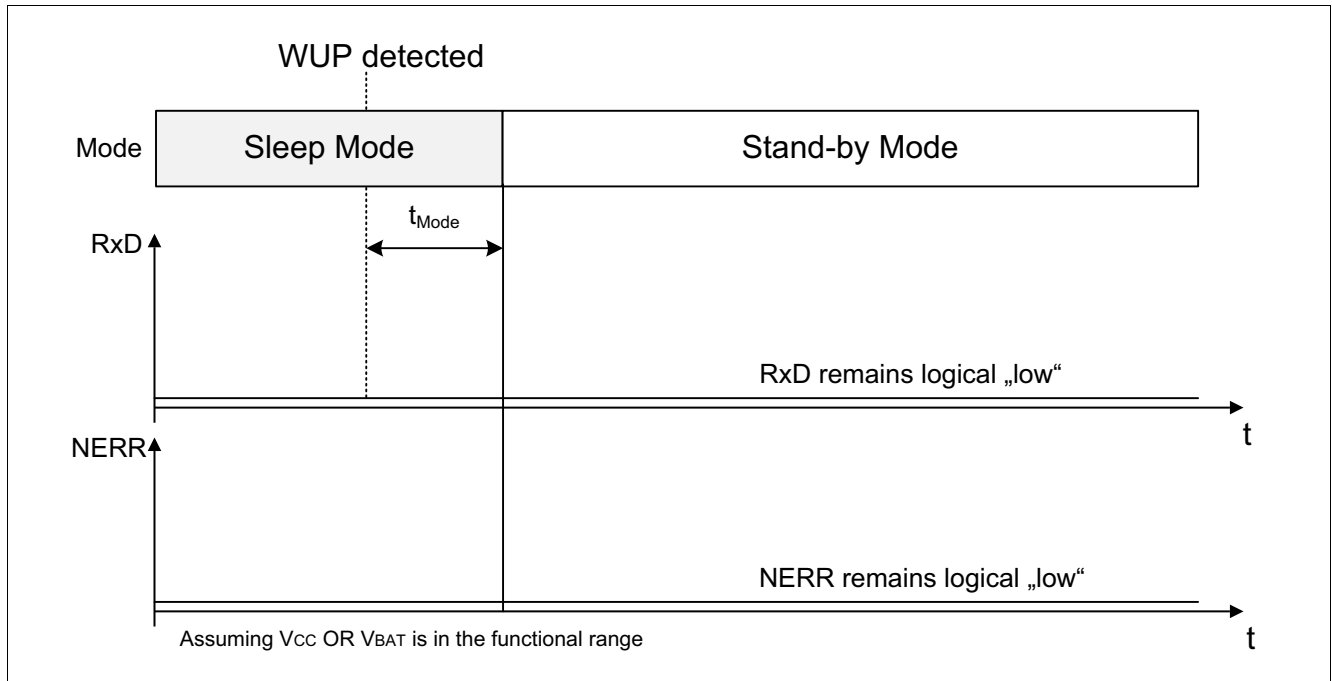 WUP detected
Mode
Sleep Mode
Stand-by Mode
tMode
RxD
RxD remains logical „low“
t
NERR
NERR remains logical „low“
t
Assuming VCC OR VBAT is in the functional range